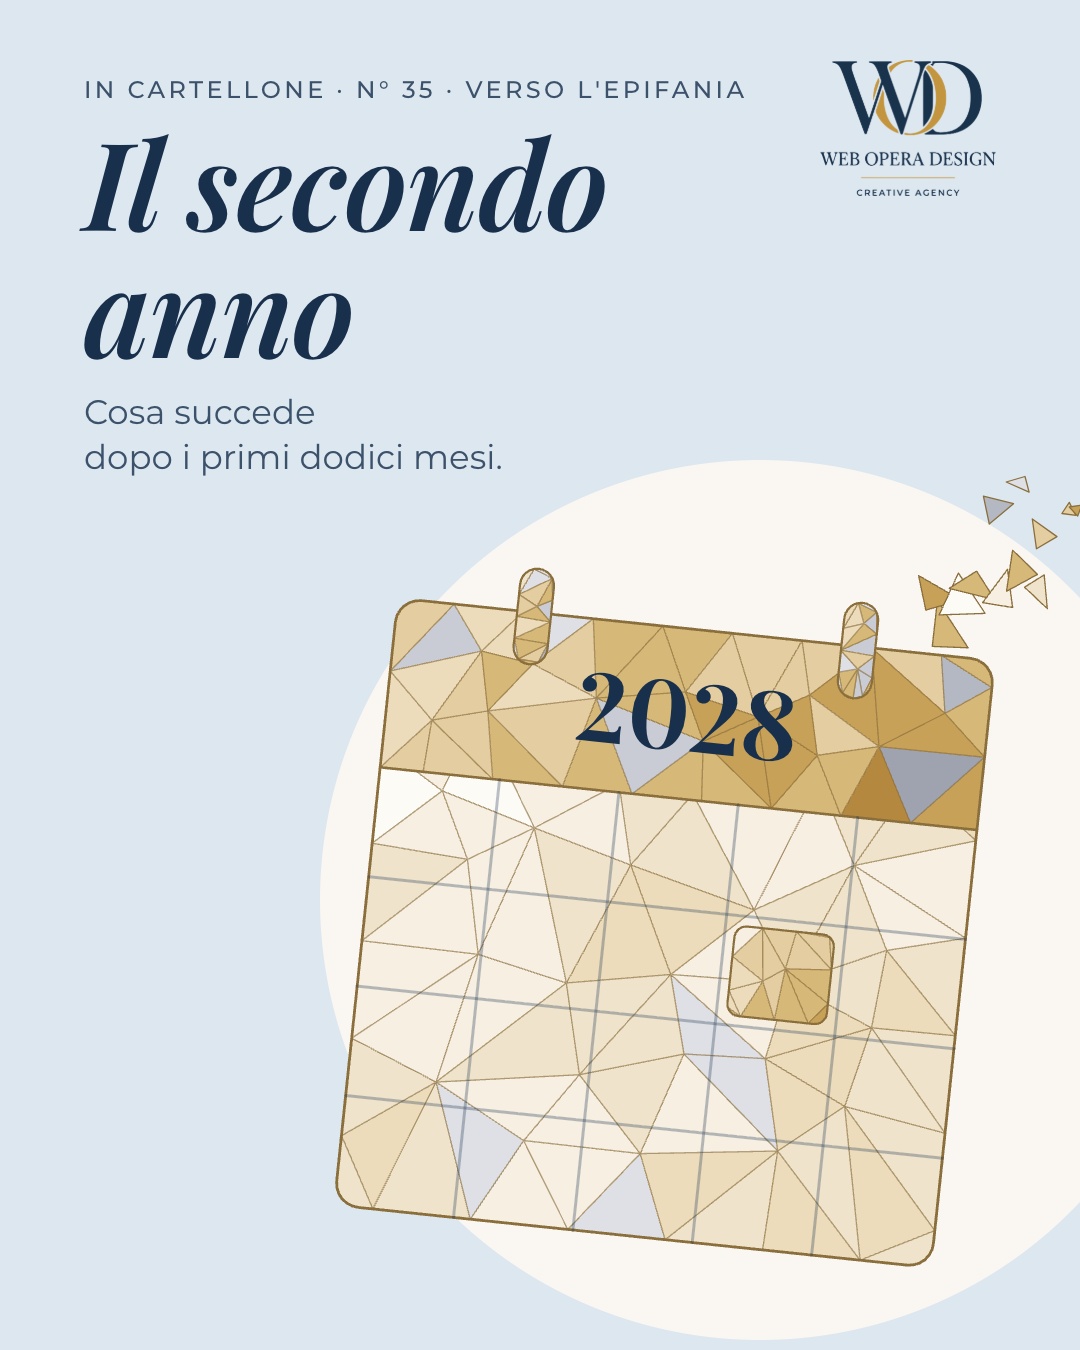 IN CARTELLONE · N° 35 · VERSO L'EPIFANIA
Il secondo
anno
Cosa succede
dopo i primi dodici mesi.
WOD
WEB OPERA DESIGN
CREATIVE AGENCY
2028